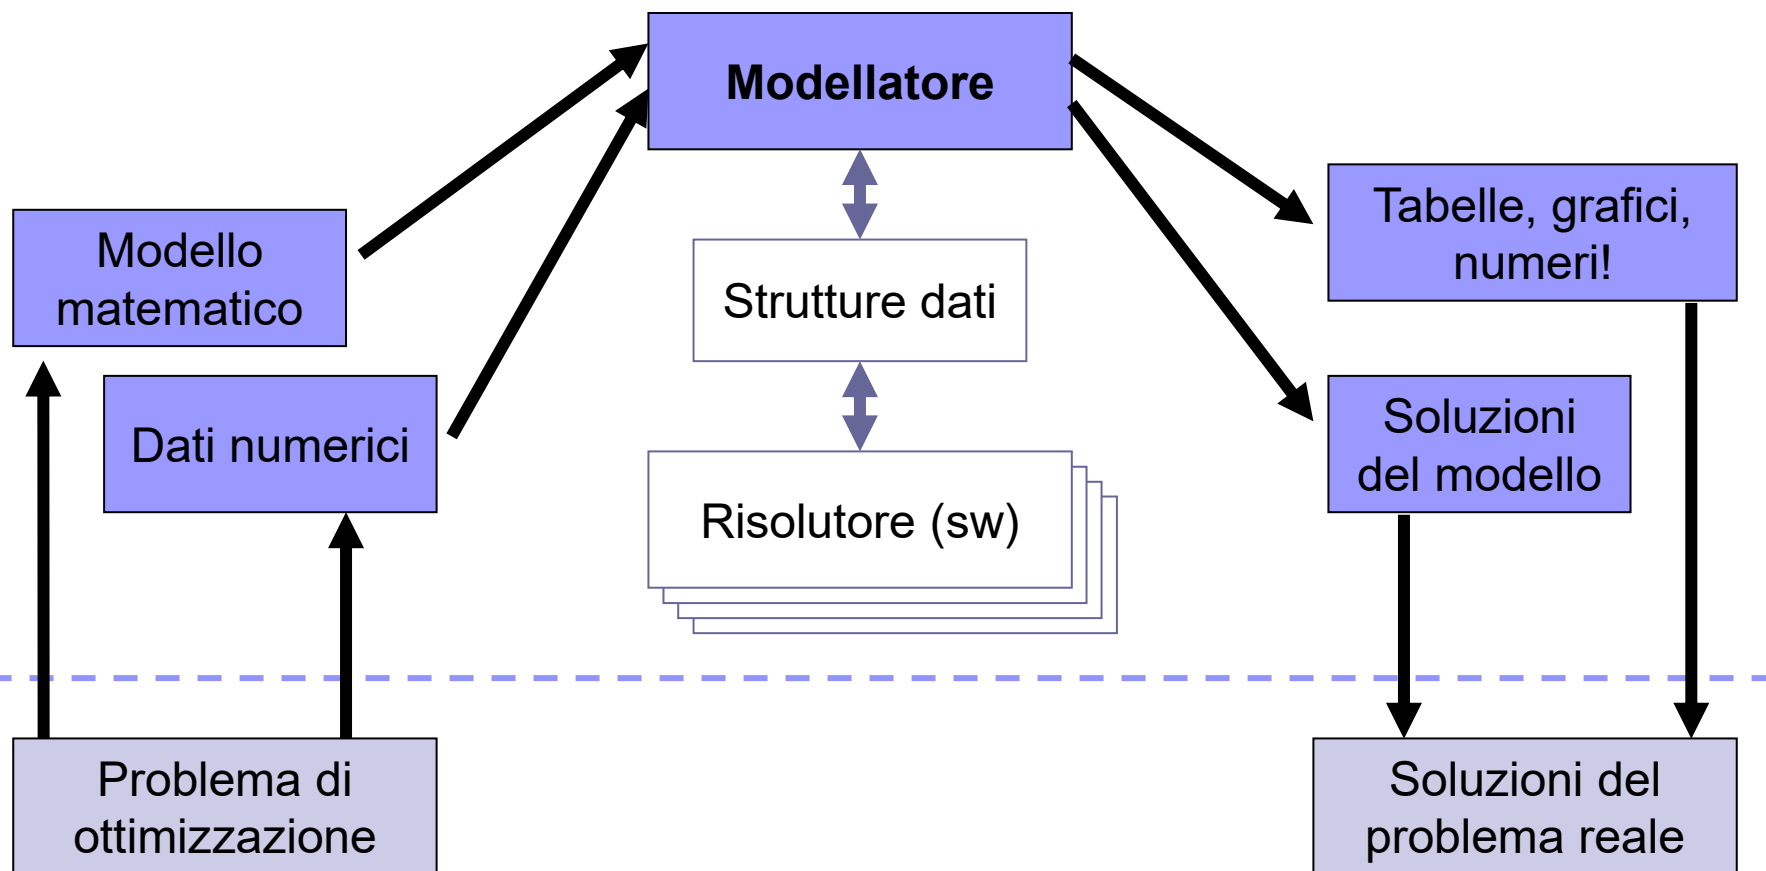 Modellatore
Modello
matematico
Tabelle, grafici,
numeri!
Strutture dati
Dati numerici
Soluzioni
del modello
Risolutore (sw)
Problema di
ottimizzazione
Soluzioni del
problema reale